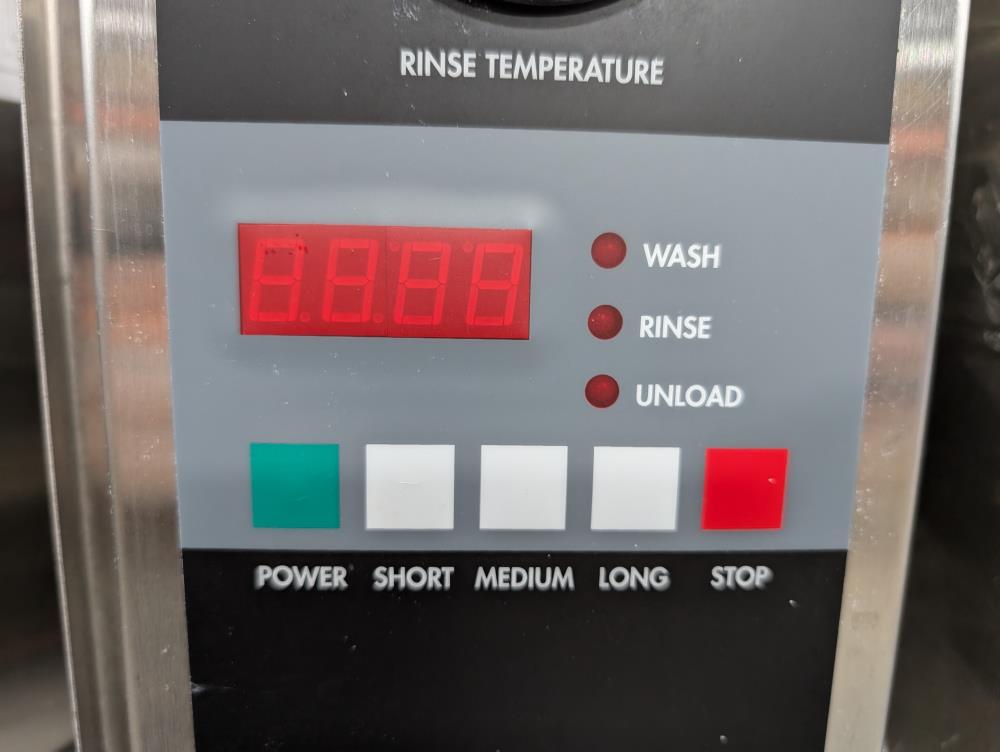 RINSE TEMPERATURE
WASH
RINSE
UNLOAD
POWER SHORT MEDIUM LONG STOP